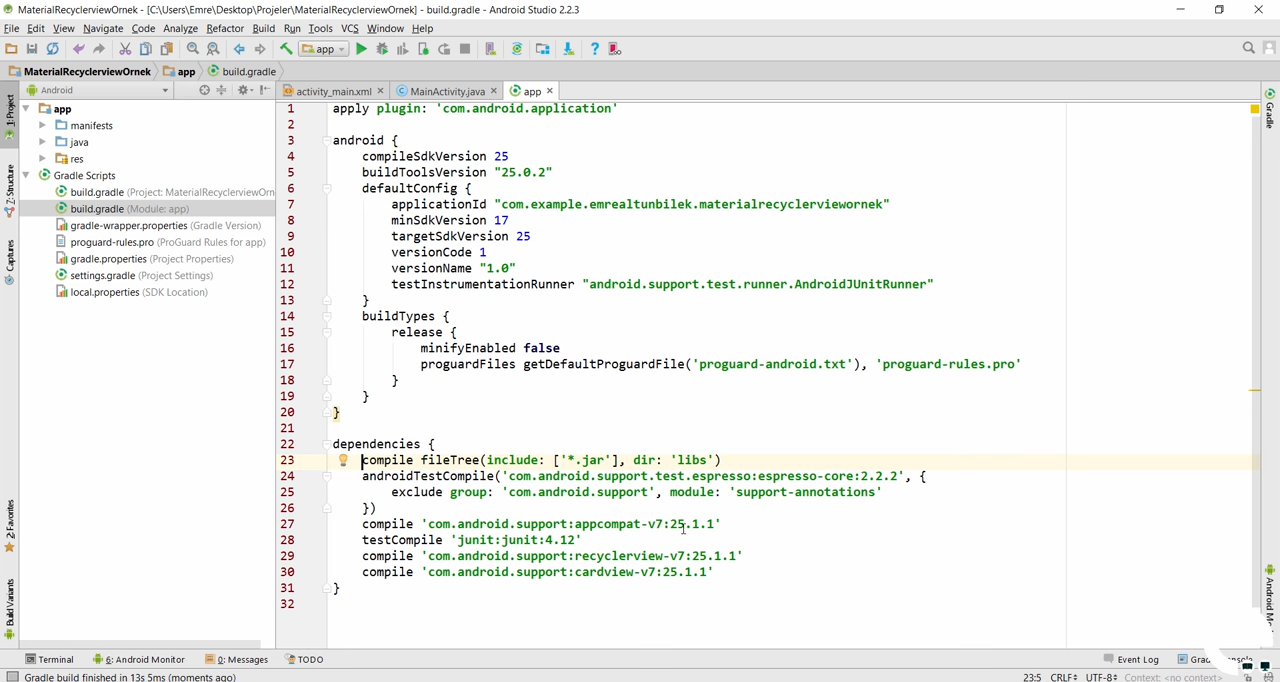 MaterialRecyclerviewOrnek - [C:\Users\Emre\Desktop\Projeler\MaterialRecyclerviewOrnek] - build.gradle - Android Studio 2.2.3
File Edit View Navigate Code Analyze Refactor Build Run Tools VCS Window Help
app
MaterialRecyclerviewOrnek app build.gradle
Android
activity_main.xml MainActivity.java app
1: Project
Z: Structure
Captures
2: Favorites
Build Variants
app
manifests
java
res
Gradle Scripts
build.gradle (Project: MaterialRecyclerviewOrn
build.gradle (Module: app)
gradle-wrapper.properties (Gradle Version)
proguard-rules.pro (ProGuard Rules for app)
gradle.properties (Project Properties)
settings.gradle (Project Settings)
local.properties (SDK Location)
1 apply plugin: 'com.android.application'
2
3 android {
4 compileSdkVersion 25
5 buildToolsVersion "25.0.2"
6 defaultConfig {
7 applicationId "com.example.emrealtunbilek.materialrecyclerviewornek"
8 minSdkVersion 17
9 targetSdkVersion 25
10 versionCode 1
11 versionName "1.0"
12 testInstrumentationRunner "android.support.test.runner.AndroidJUnitRunner"
13 }
14 buildTypes {
15 release {
16 minifyEnabled false
17 proguardFiles getDefaultProguardFile('proguard-android.txt'), 'proguard-rules.pro'
18 }
19 }
20 }
21
22 dependencies {
23 compile fileTree(include: ['*.jar'], dir: 'libs')
24 androidTestCompile('com.android.support.test.espresso:espresso-core:2.2.2', {
25 exclude group: 'com.android.support', module: 'support-annotations'
26 })
27 compile 'com.android.support:appcompat-v7:25.1.1'
28 testCompile 'junit:junit:4.12'
29 compile 'com.android.support:recyclerview-v7:25.1.1'
30 compile 'com.android.support:cardview-v7:25.1.1'
31 }
32
Gradle
Android
Terminal 6: Android Monitor 0: Messages TODO Event Log
Gradle build finished in 13s 5ms (moments ago) 23:5 CRLF UTF-8 Context: <no context>